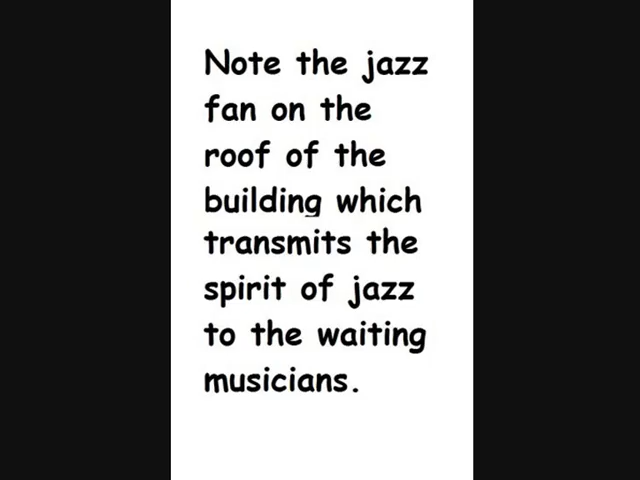 Note the jazz
fan on the
roof of the
building which
transmits the
spirit of jazz
to the waiting
musicians.